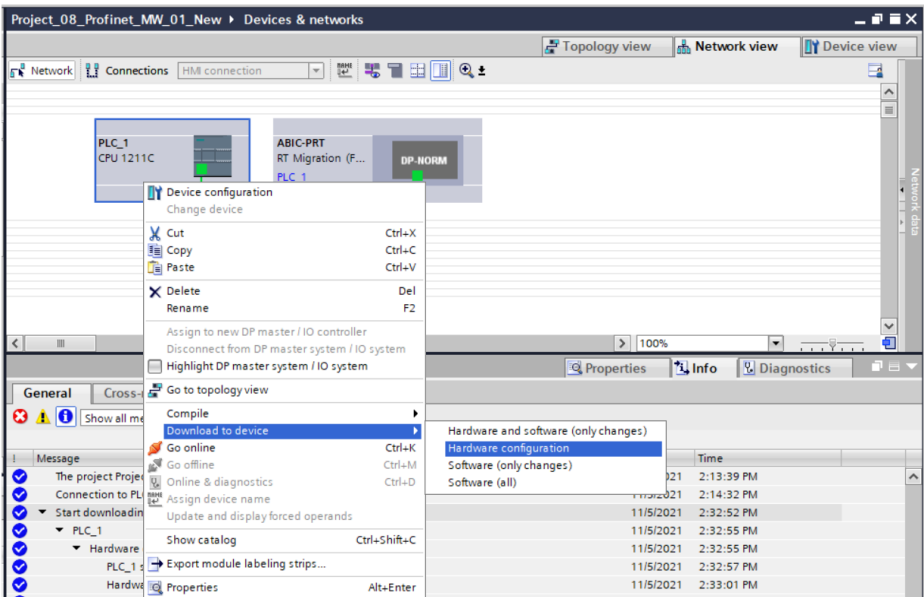 Project_08_Profinet_MW_01_New ▸ Devices & networks
Topology view Network view Device view
Network Connections HMI connection
PLC_1
CPU 1211C
ABIC-PRT
RT Migration (F...
PLC_1
DP-NORM
Network data
Device configuration
Change device
Cut Ctrl+X
Copy Ctrl+C
Paste Ctrl+V
Delete Del
Rename F2
Assign to new DP master / IO controller
Disconnect from DP master system / IO system
Highlight DP master system / IO system
Go to topology view
Compile
Download to device
Go online Ctrl+K
Go offline Ctrl+M
Online & diagnostics Ctrl+D
Assign device name
Update and display forced operands
Show catalog Ctrl+Shift+C
Export module labeling strips...
Properties Alt+Enter
Hardware and software (only changes)
Hardware configuration
Software (only changes)
Software (all)
100%
Properties Info Diagnostics
General Cross-
Show all me
! Message Time
The project Proje 2:13:39 PM
Connection to PL 11/5/2021 2:14:32 PM
Start downloadin 11/5/2021 2:32:52 PM
PLC_1 11/5/2021 2:32:55 PM
Hardware 11/5/2021 2:32:55 PM
PLC_1 s 11/5/2021 2:32:57 PM
Hardwa 11/5/2021 2:33:01 PM